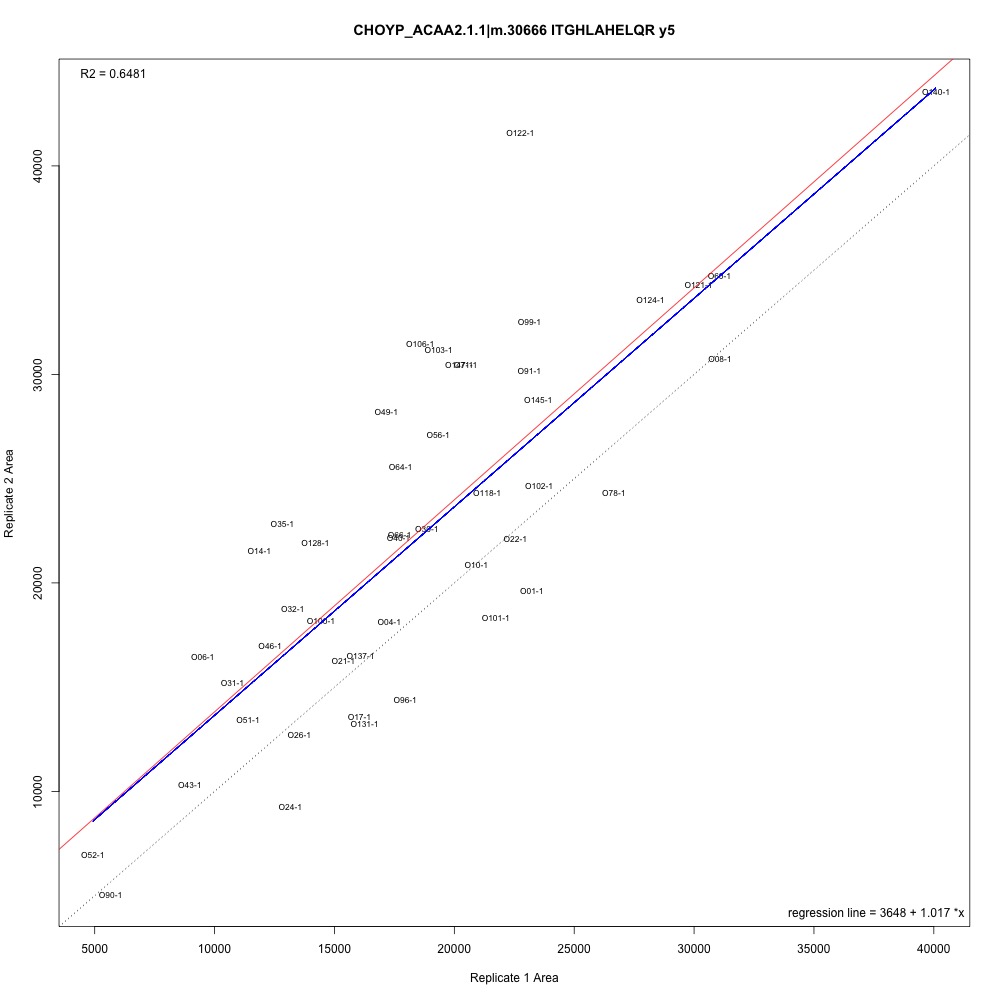 CHOYP_ACAA2.1.1|m.30666 ITGHLAHELQR y5
R2 = 0.6481
O140-1
O122-1
O121-1
O124-1
O99-1
O08-1
O106-1
O103-1
O91-1
O145-1
O49-1
O56-1
O64-1
O118-1
O102-1
O78-1
O35-1
O128-1
O14-1
O22-1
O10-1
O01-1
O32-1
O101-1
O04-1
O46-1
O06-1
O137-1
O21-1
O31-1
O96-1
O51-1
O17-1
O131-1
O26-1
O43-1
O24-1
O52-1
O90-1
regression line = 3648 + 1.017 *x
40000
30000
20000
10000
Replicate 2 Area
5000 10000 15000 20000 25000 30000 35000 40000
Replicate 1 Area